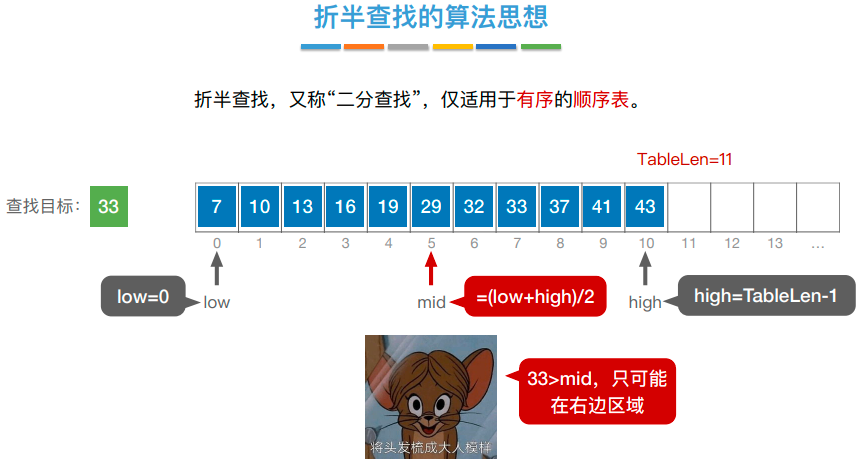 折半查找的算法思想
折半查找，又称“二分查找”，仅适用于有序的顺序表。
TableLen=11
查找目标： 33 7 10 13 16 19 29 32 33 37 41 43
0 1 2 3 4 5 6 7 8 9 10 11 12 13 …
low=0 low mid =(low+high)/2 high high=TableLen-1
33>mid，只可能
在右边区域
将头发梳成大人模样